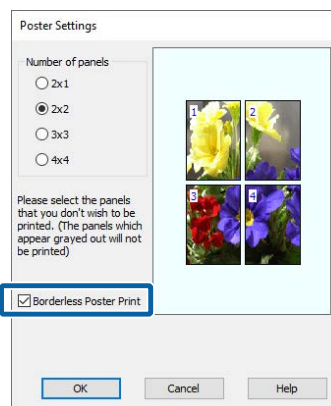 Poster Settings
Number of panels
2x1
2x2
3x3
4x4
Please select the panels
that you don't wish to be
printed. (The panels which
appear grayed out will not
be printed)
Borderless Poster Print
1
2
3
4
OK
Cancel
Help